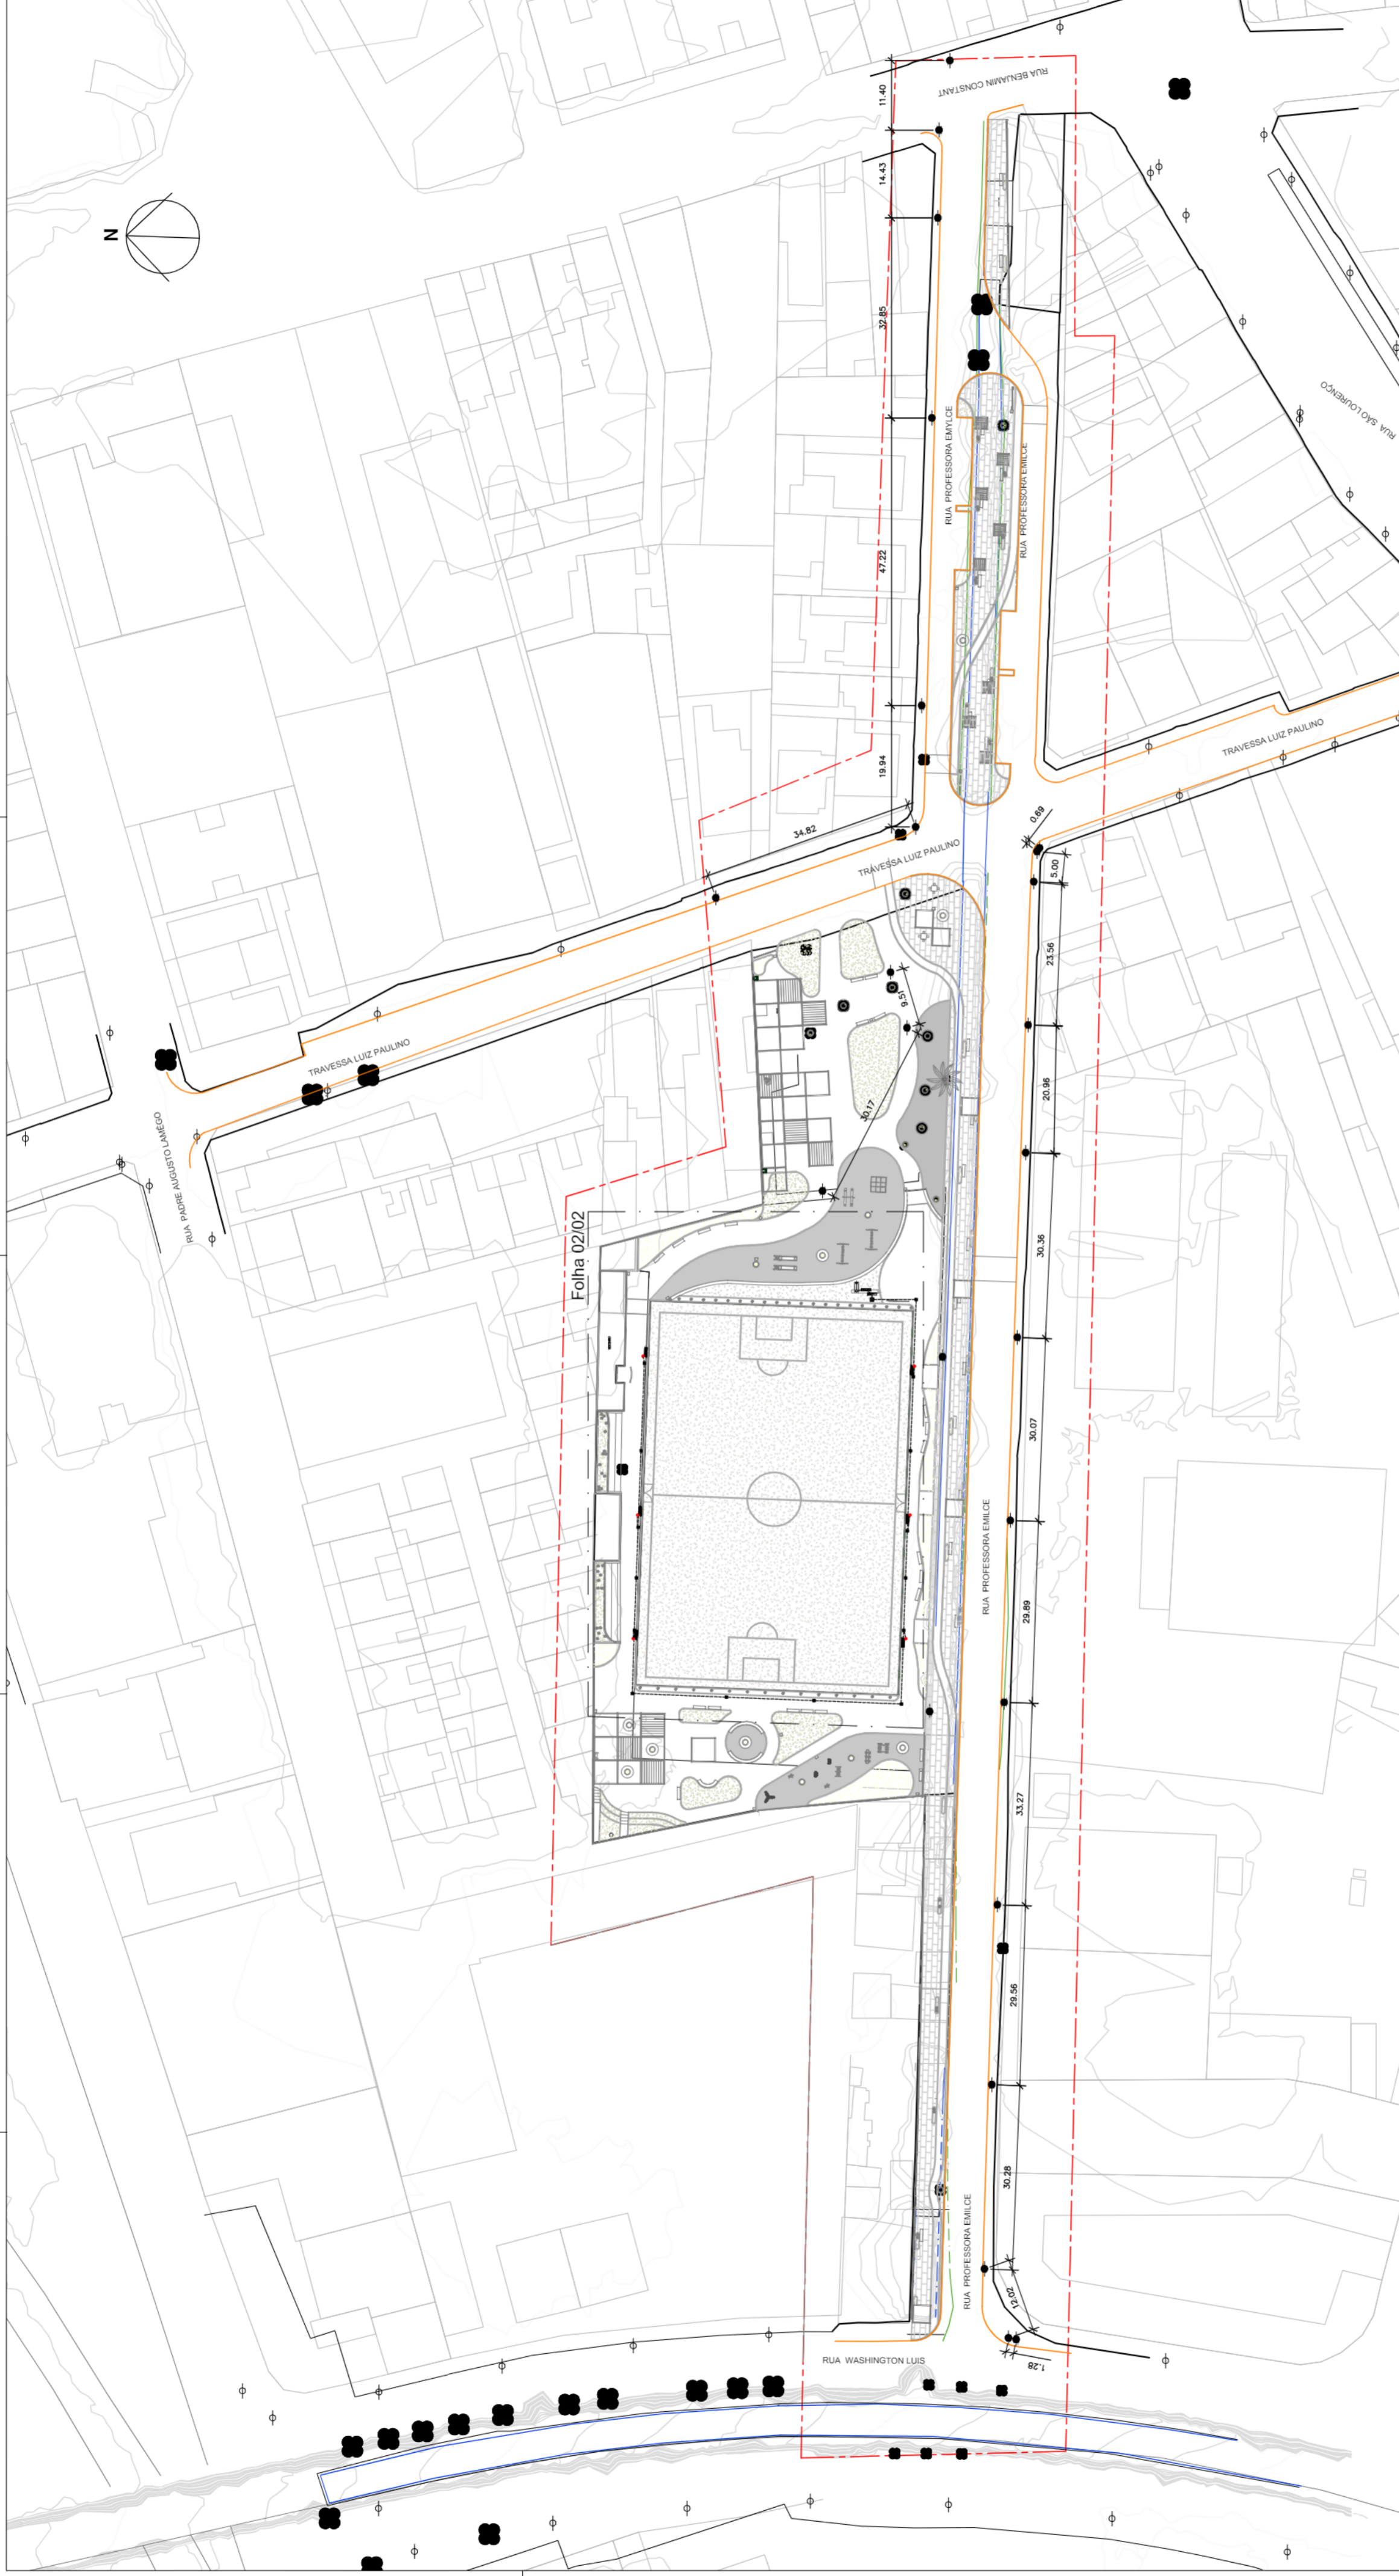 RUA BENJAMIN CONSTANT
11.40
14.43
N
32.85
RUA SÃO LOURENÇO
RUA PROFESSORA EMYLCE
RUA PROFESSORA EMILCE
47.22
TRAVESSA LUIZ PAULINO
19.94
34.82
0.69
TRAVESSA LUIZ PAULINO
5.00
23.56
9.51
TRAVESSA LUIZ PAULINO
20.96
30.17
RUA PADRE AUGUSTO LAMEGO
Folha 02/02
30.36
30.07
RUA PROFESSORA EMILCE
29.89
33.27
29.56
30.28
RUA PROFESSORA EMILCE
12.02
RUA WASHINGTON LUIS
1.28